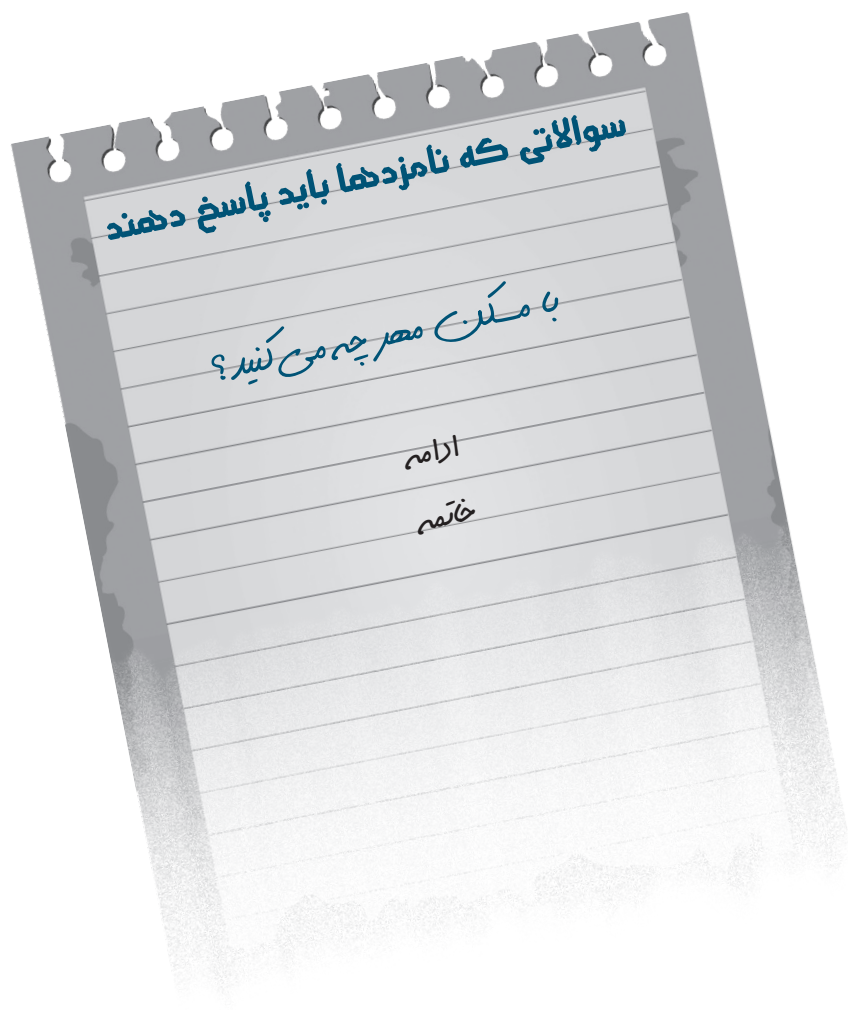 سوالاتی که نامزدها باید پاسخ دهند
با مسکن مهر چه می کنید؟
ادامه
خاتمه